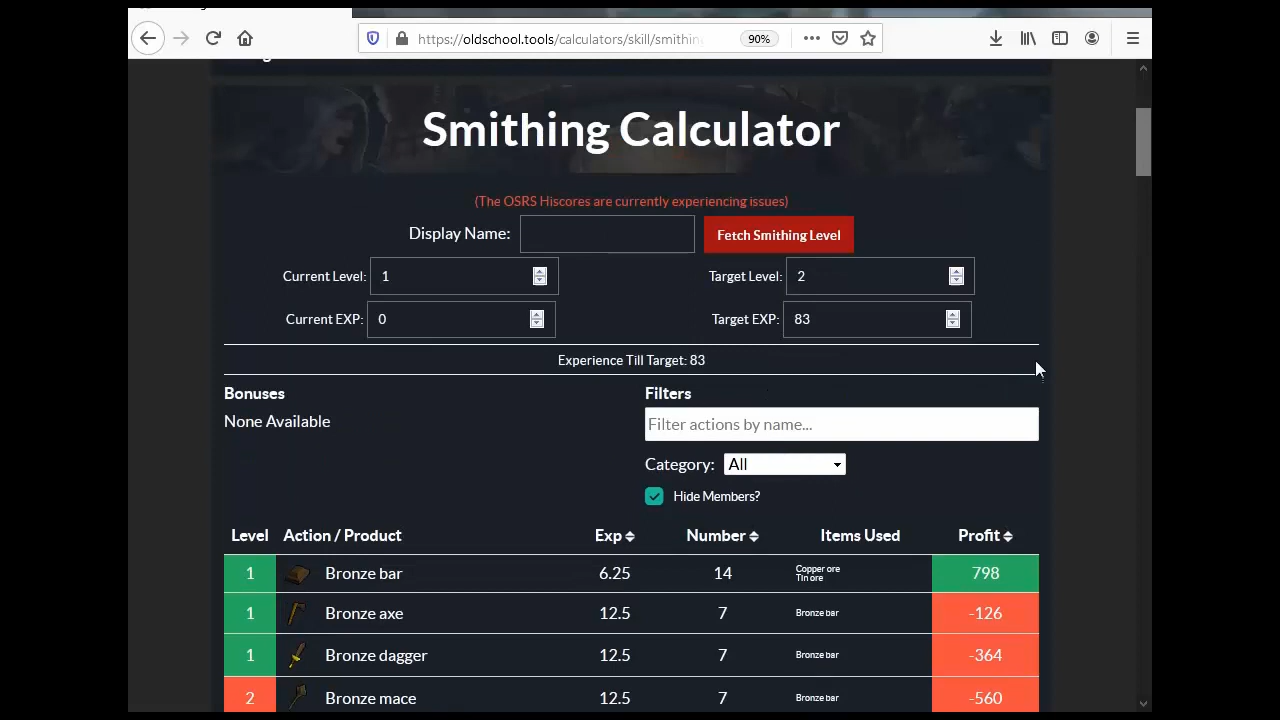 https://oldschool.tools/calculators/skill/smithin
90%
Smithing Calculator
(The OSRS Hiscores are currently experiencing issues)
Display Name:
Fetch Smithing Level
Current Level: 1
Target Level: 2
Current EXP: 0
Target EXP: 83
Experience Till Target: 83
Bonuses
Filters
None Available
Filter actions by name...
Category: All
Hide Members?
Level Action / Product Exp Number Items Used Profit
1 Bronze bar 6.25 14 Copper ore 798
Tin ore
1 Bronze axe 12.5 7 Bronze bar -126
1 Bronze dagger 12.5 7 Bronze bar -364
2 Bronze mace 12.5 7 Bronze bar -560